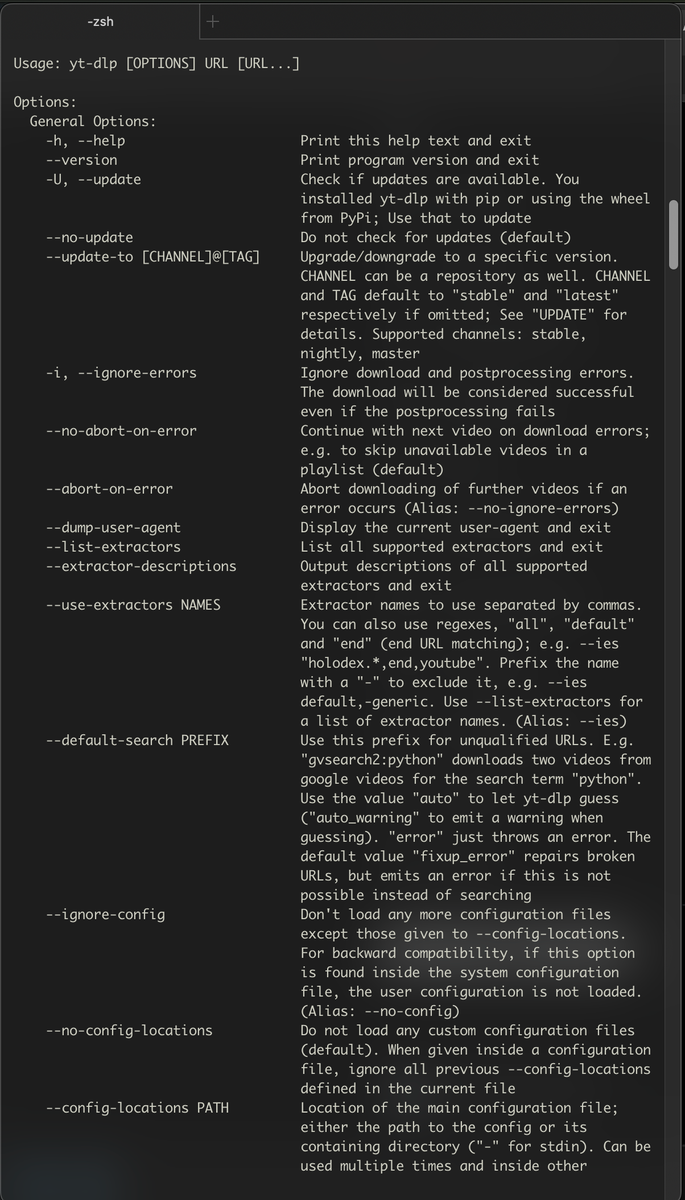 -zsh
+
Usage: yt-dlp [OPTIONS] URL [URL...]
Options:
General Options:
-h, --help Print this help text and exit
--version Print program version and exit
-U, --update Check if updates are available. You
installed yt-dlp with pip or using the wheel
from PyPi; Use that to update
--no-update Do not check for updates (default)
--update-to [CHANNEL]@[TAG] Upgrade/downgrade to a specific version.
CHANNEL can be a repository as well. CHANNEL
and TAG default to "stable" and "latest"
respectively if omitted; See "UPDATE" for
details. Supported channels: stable,
nightly, master
-i, --ignore-errors Ignore download and postprocessing errors.
The download will be considered successful
even if the postprocessing fails
--no-abort-on-error Continue with next video on download errors;
e.g. to skip unavailable videos in a
playlist (default)
--abort-on-error Abort downloading of further videos if an
error occurs (Alias: --no-ignore-errors)
--dump-user-agent Display the current user-agent and exit
--list-extractors List all supported extractors and exit
--extractor-descriptions Output descriptions of all supported
extractors and exit
--use-extractors NAMES Extractor names to use separated by commas.
You can also use regexes, "all", "default"
and "end" (end URL matching); e.g. --ies
"holodex.*,end,youtube". Prefix the name
with a "-" to exclude it, e.g. --ies
default,-generic. Use --list-extractors for
a list of extractor names. (Alias: --ies)
--default-search PREFIX Use this prefix for unqualified URLs. E.g.
"gvsearch2:python" downloads two videos from
google videos for the search term "python".
Use the value "auto" to let yt-dlp guess
("auto_warning" to emit a warning when
guessing). "error" just throws an error. The
default value "fixup_error" repairs broken
URLs, but emits an error if this is not
possible instead of searching
--ignore-config Don't load any more configuration files
except those given to --config-locations.
For backward compatibility, if this option
is found inside the system configuration
file, the user configuration is not loaded.
(Alias: --no-config)
--no-config-locations Do not load any custom configuration files
(default). When given inside a configuration
file, ignore all previous --config-locations
defined in the current file
--config-locations PATH Location of the main configuration file;
either the path to the config or its
containing directory ("-" for stdin). Can be
used multiple times and inside other